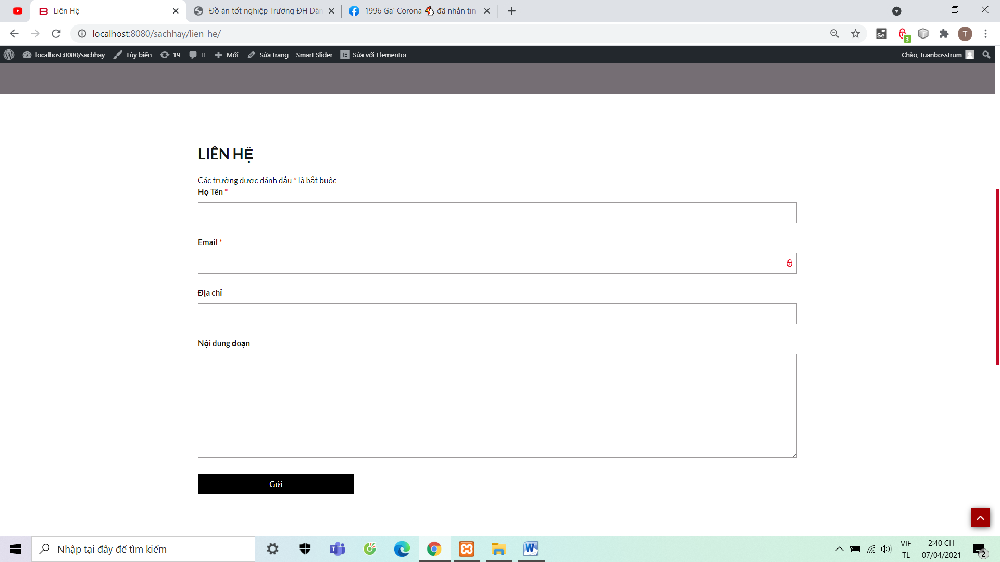 Liên Hệ
Đồ án tốt nghiệp Trường ĐH Dân
1996 Ga' Corona 🐔 đã nhắn tin
localhost:8080/sachhay/lien-he/
Se
3
T
localhost:8080/sachhay
Tùy biến
19
0
Mới
Sửa trang
Smart Slider
Sửa với Elementor
Chào, tuanbosstrum
LIÊN HỆ
Các trường được đánh dấu * là bắt buộc
Họ Tên *
Email *
Địa chỉ
Nội dung đoạn
Gửi
Nhập tại đây để tìm kiếm
VIE
TL
2:40 CH
07/04/2021
2